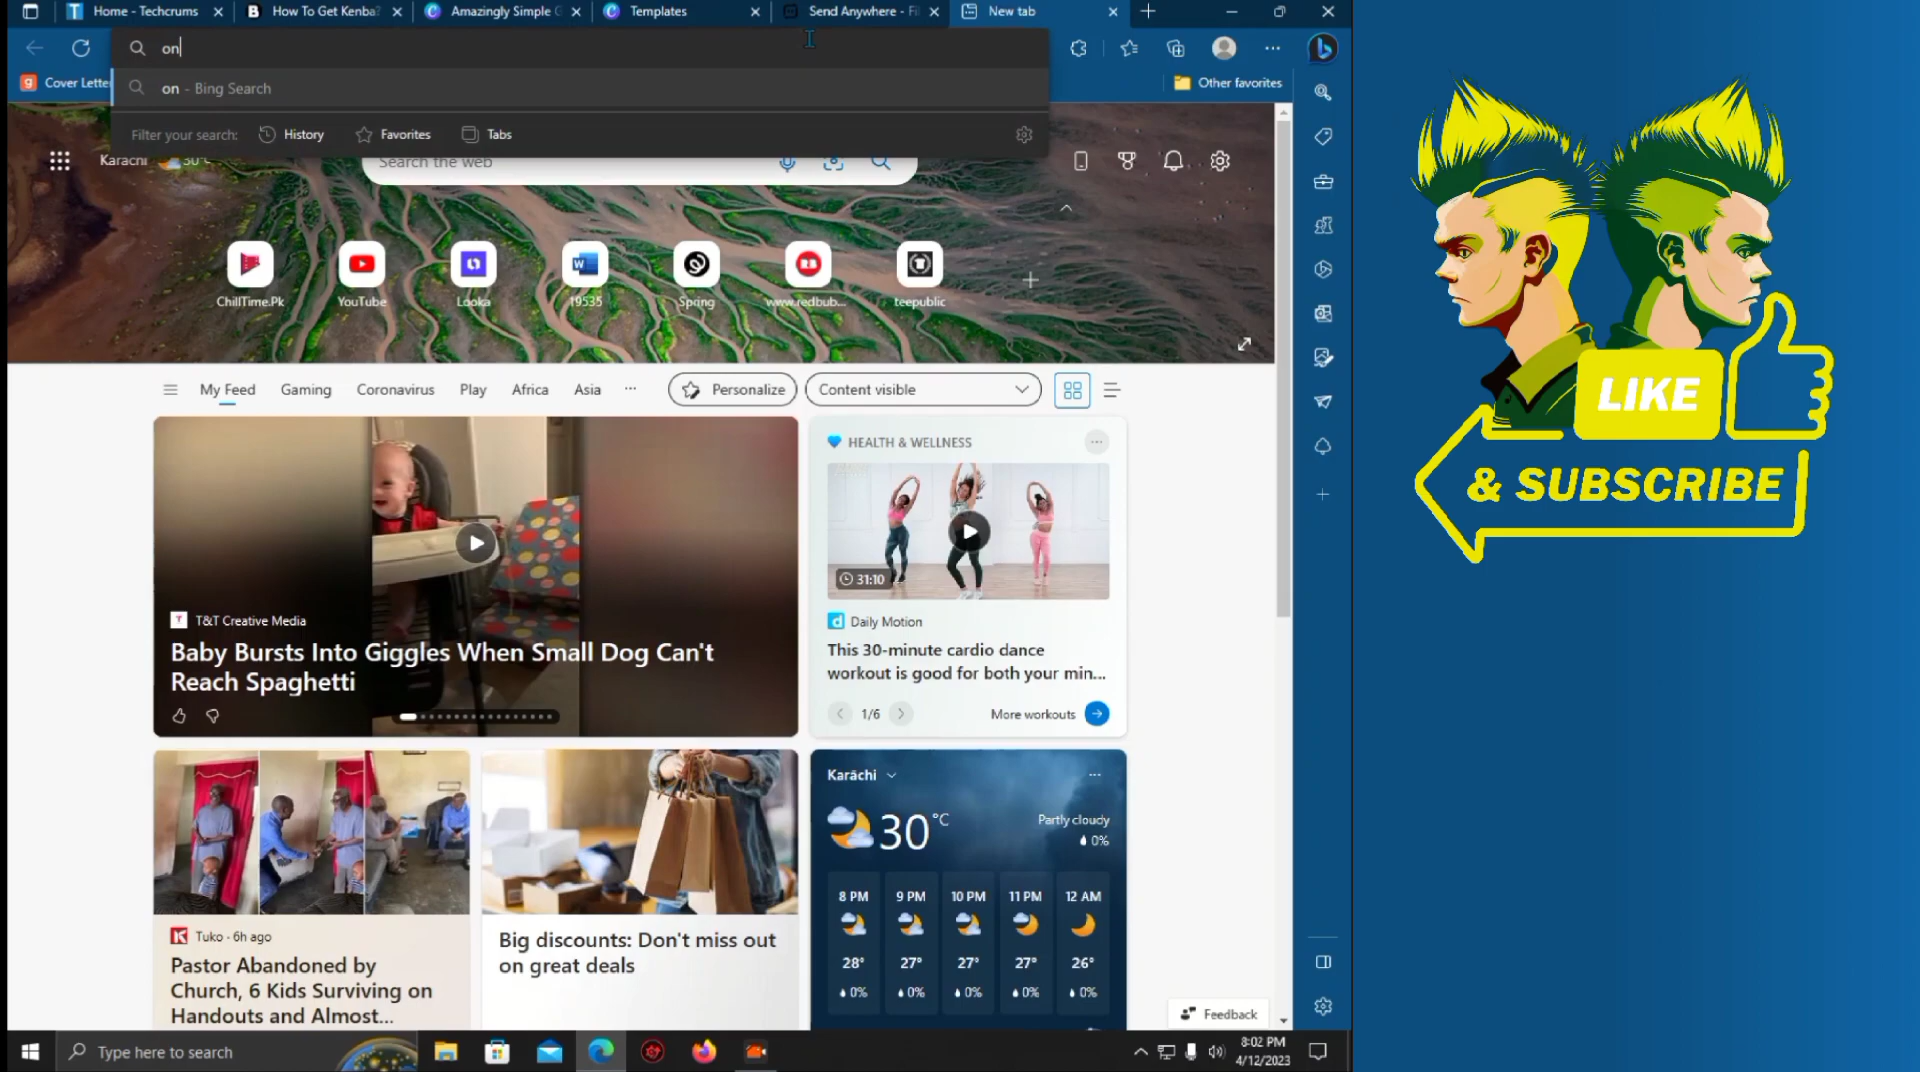 Home - Techcrums
How To Get Kenba?
Amazingly Simple G
Templates
Send Anywhere - Fi
New tab
on
on - Bing Search
Cover Lette
Other favorites
Filter your search:
History
Favorites
Tabs
Karachi
30°C
Search the web
ChillTime.Pk
YouTube
Looka
19535
Spring
www.redbub...
teepublic
My Feed
Gaming
Coronavirus
Play
Africa
Asia
...
Personalize
Content visible
T&T Creative Media
Baby Bursts Into Giggles When Small Dog Can't
Reach Spaghetti
HEALTH & WELLNESS
31:10
Daily Motion
This 30-minute cardio dance
workout is good for both your min...
1/6
More workouts
Tuko · 6h ago
Pastor Abandoned by
Church, 6 Kids Surviving on
Handouts and Almost...
Big discounts: Don't miss out
on great deals
Karāchi
30°C
Partly cloudy
0%
8 PM 9 PM 10 PM 11 PM 12 AM
28° 27° 27° 27° 26°
0% 0% 0% 0% 0%
Feedback
Type here to search
8:02 PM
4/12/2023
LIKE
& SUBSCRIBE